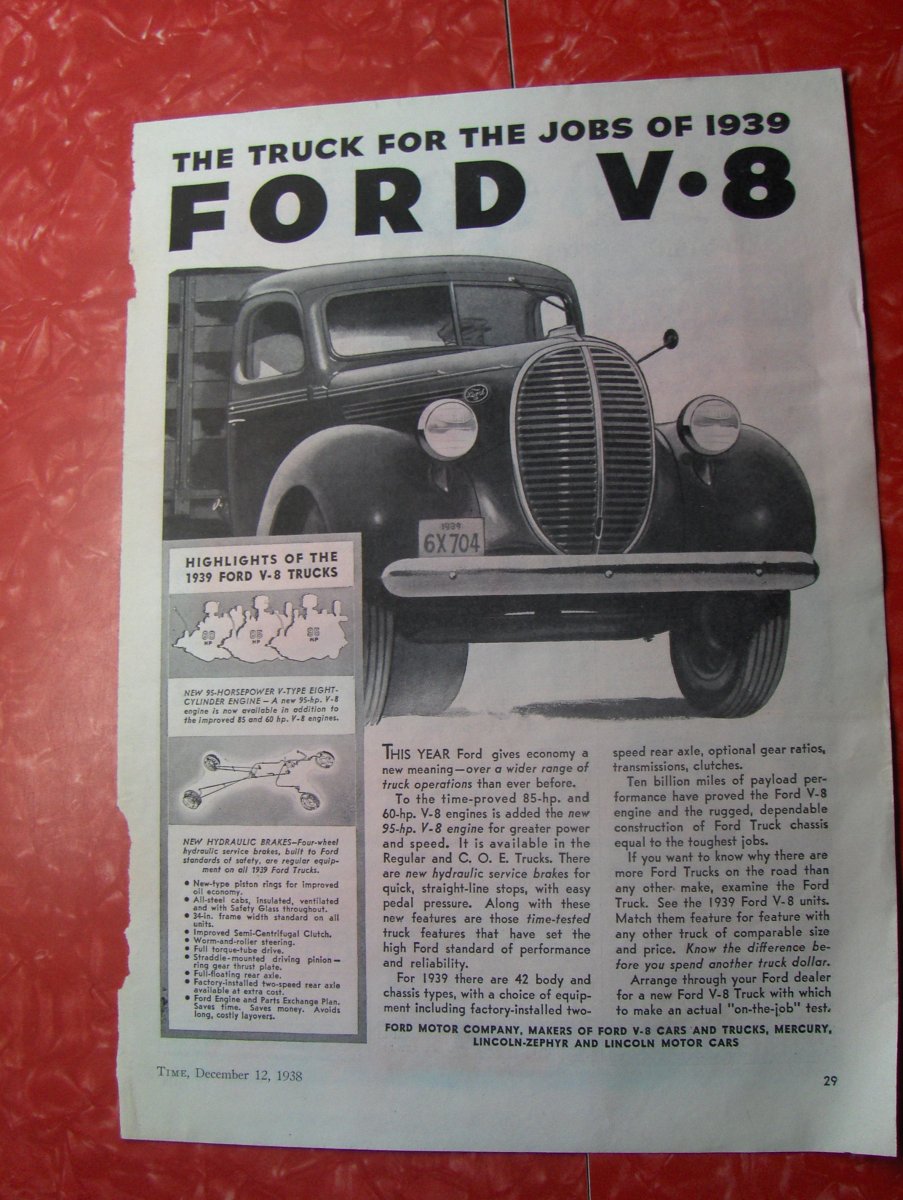 THE TRUCK FOR THE JOBS OF 1939
FORD V·8
Ford
1939
6X704
HIGHLIGHTS OF THE
1939 FORD V-8 TRUCKS
60 HP
85 HP
95 HP
NEW 95-HORSEPOWER V-TYPE EIGHT-
CYLINDER ENGINE — A new 95-hp. V-8
engine is now available in addition to
the improved 85 and 60 hp. V-8 engines.
NEW HYDRAULIC BRAKES—Four-wheel
hydraulic service brakes, built to Ford
standards of safety, are regular equip-
ment on all 1939 Ford Trucks.
● New-type piston rings for improved
oil economy.
● All-steel cabs, insulated, ventilated
and with Safety Glass throughout.
● 34-in. frame width standard on all
units.
● Improved Semi-Centrifugal Clutch.
● Worm-and-roller steering.
● Full torque-tube drive.
● Straddle-mounted driving pinion—
ring gear thrust plate.
● Full-floating rear axle.
● Factory-installed two-speed rear axle
available at extra cost.
● Ford Engine and Parts Exchange Plan.
Saves time. Saves money. Avoids
long, costly layovers.
THIS YEAR Ford gives economy a
new meaning—over a wider range of
truck operations than ever before.
To the time-proved 85-hp. and
60-hp. V-8 engines is added the new
95-hp. V-8 engine for greater power
and speed. It is available in the
Regular and C. O. E. Trucks. There
are new hydraulic service brakes for
quick, straight-line stops, with easy
pedal pressure. Along with these
new features are those time-tested
truck features that have set the
high Ford standard of performance
and reliability.
For 1939 there are 42 body and
chassis types, with a choice of equip-
ment including factory-installed two-
speed rear axle, optional gear ratios,
transmissions, clutches.
Ten billion miles of payload per-
formance have proved the Ford V-8
engine and the rugged, dependable
construction of Ford Truck chassis
equal to the toughest jobs.
If you want to know why there are
more Ford Trucks on the road than
any other make, examine the Ford
Truck. See the 1939 Ford V-8 units.
Match them feature for feature with
any other truck of comparable size
and price. Know the difference be-
fore you spend another truck dollar.
Arrange through your Ford dealer
for a new Ford V-8 Truck with which
to make an actual "on-the-job" test.
FORD MOTOR COMPANY, MAKERS OF FORD V-8 CARS AND TRUCKS, MERCURY,
LINCOLN-ZEPHYR AND LINCOLN MOTOR CARS
TIME, December 12, 1938
29